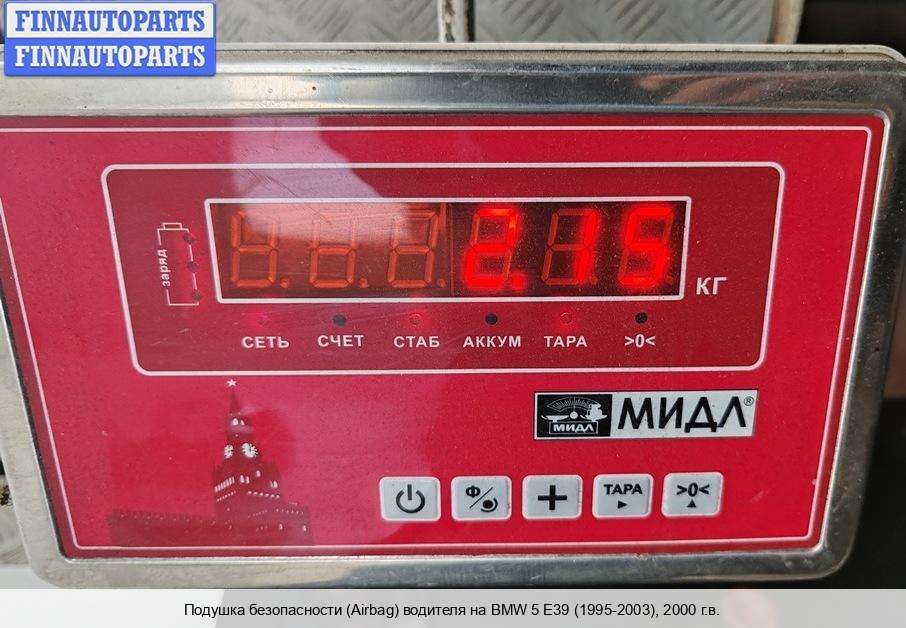 FINNAUTOPARTS
FINNAUTOPARTS
заряд
2.15
КГ
СЕТЬ СЧЕТ СТАБ АККУМ ТАРА >0<
МИДЛ
МИДЛ®
Ф/ + ТАРА >0<
Подушка безопасности (Airbag) водителя на BMW 5 E39 (1995-2003), 2000 г.в.